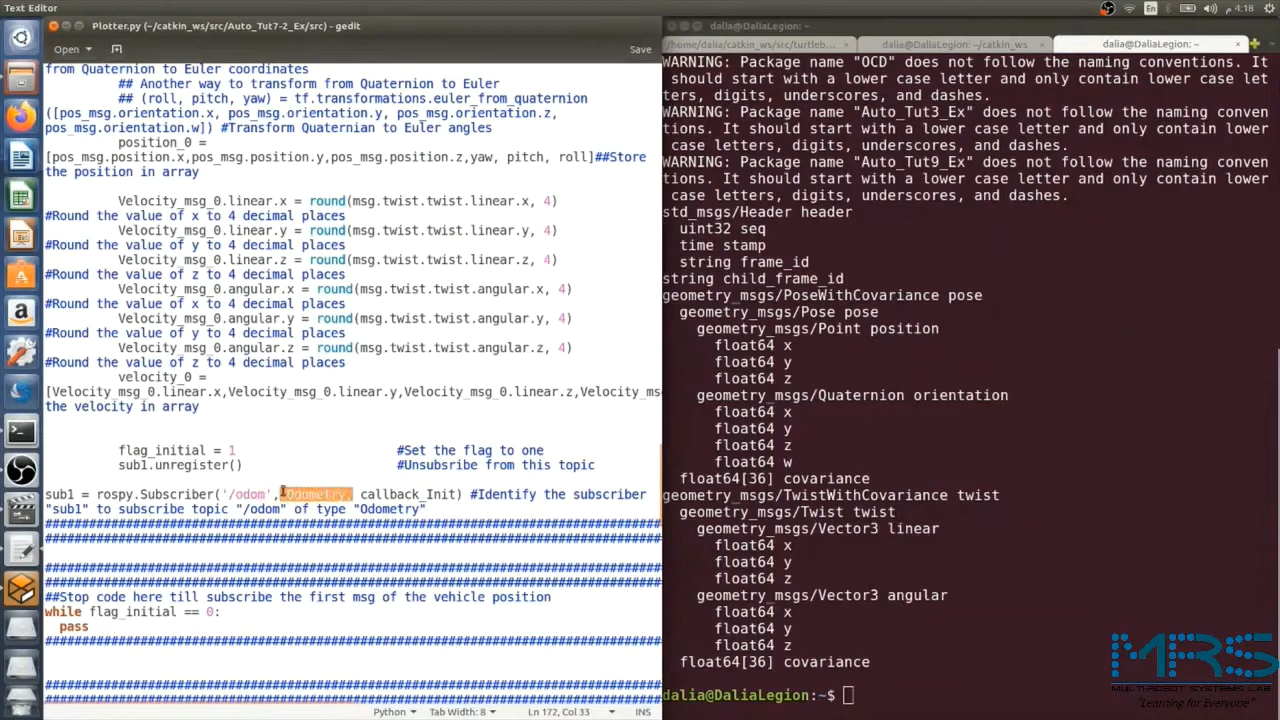 Text Editor
En
4:18 م
Plotter.py (~/catkin_ws/src/Auto_Tut7-2_Ex/src) - gedit
dalia@DaliaLegion: ~
Open
Save
/home/dalia/catkin_ws/src/turtleb...
dalia@DaliaLegion: ~/catkin_ws
dalia@DaliaLegion: ~
from Quaternion to Euler coordinates
## Another way to transform from Quaternion to Euler
## (roll, pitch, yaw) = tf.transformations.euler_from_quaternion
([pos_msg.orientation.x, pos_msg.orientation.y, pos_msg.orientation.z,
pos_msg.orientation.w]) #Transform Quaternian to Euler angles
position_0 =
[pos_msg.position.x,pos_msg.position.y,pos_msg.position.z,yaw, pitch, roll]##Store
the position in array
Velocity_msg_0.linear.x = round(msg.twist.twist.linear.x, 4)
#Round the value of x to 4 decimal places
Velocity_msg_0.linear.y = round(msg.twist.twist.linear.y, 4)
#Round the value of y to 4 decimal places
Velocity_msg_0.linear.z = round(msg.twist.twist.linear.z, 4)
#Round the value of z to 4 decimal places
Velocity_msg_0.angular.x = round(msg.twist.twist.angular.x, 4)
#Round the value of x to 4 decimal places
Velocity_msg_0.angular.y = round(msg.twist.twist.angular.y, 4)
#Round the value of y to 4 decimal places
Velocity_msg_0.angular.z = round(msg.twist.twist.angular.z, 4)
#Round the value of z to 4 decimal places
velocity_0 =
[Velocity_msg_0.linear.x,Velocity_msg_0.linear.y,Velocity_msg_0.linear.z,Velocity_ms
the velocity in array
flag_initial = 1 #Set the flag to one
sub1.unregister() #Unsubsribe from this topic
sub1 = rospy.Subscriber('/odom', Odometry, callback_Init) #Identify the subscriber
"sub1" to subscribe topic "/odom" of type "Odometry"
####################################################################################
####################################################################################
####################################################################################
####################################################################################
##Stop code here till subscribe the first msg of the vehicle position
while flag_initial == 0:
pass
####################################################################################
####################################################################################
####################################################################################
Python
Tab Width: 8
Ln 172, Col 33
INS
WARNING: Package name "OCD" does not follow the naming conventions. It
should start with a lower case letter and only contain lower case let
ters, digits, underscores, and dashes.
WARNING: Package name "Auto_Tut3_Ex" does not follow the naming conven
tions. It should start with a lower case letter and only contain lower
case letters, digits, underscores, and dashes.
WARNING: Package name "Auto_Tut9_Ex" does not follow the naming conven
tions. It should start with a lower case letter and only contain lower
case letters, digits, underscores, and dashes.
std_msgs/Header header
uint32 seq
time stamp
string frame_id
string child_frame_id
geometry_msgs/PoseWithCovariance pose
geometry_msgs/Pose pose
geometry_msgs/Point position
float64 x
float64 y
float64 z
geometry_msgs/Quaternion orientation
float64 x
float64 y
float64 z
float64 w
float64[36] covariance
geometry_msgs/TwistWithCovariance twist
geometry_msgs/Twist twist
geometry_msgs/Vector3 linear
float64 x
float64 y
float64 z
geometry_msgs/Vector3 angular
float64 x
float64 y
float64 z
float64[36] covariance
dalia@DaliaLegion:~$
MRS
MULTI-ROBOT SYSTEMS LAB
"Learning for Everyone"